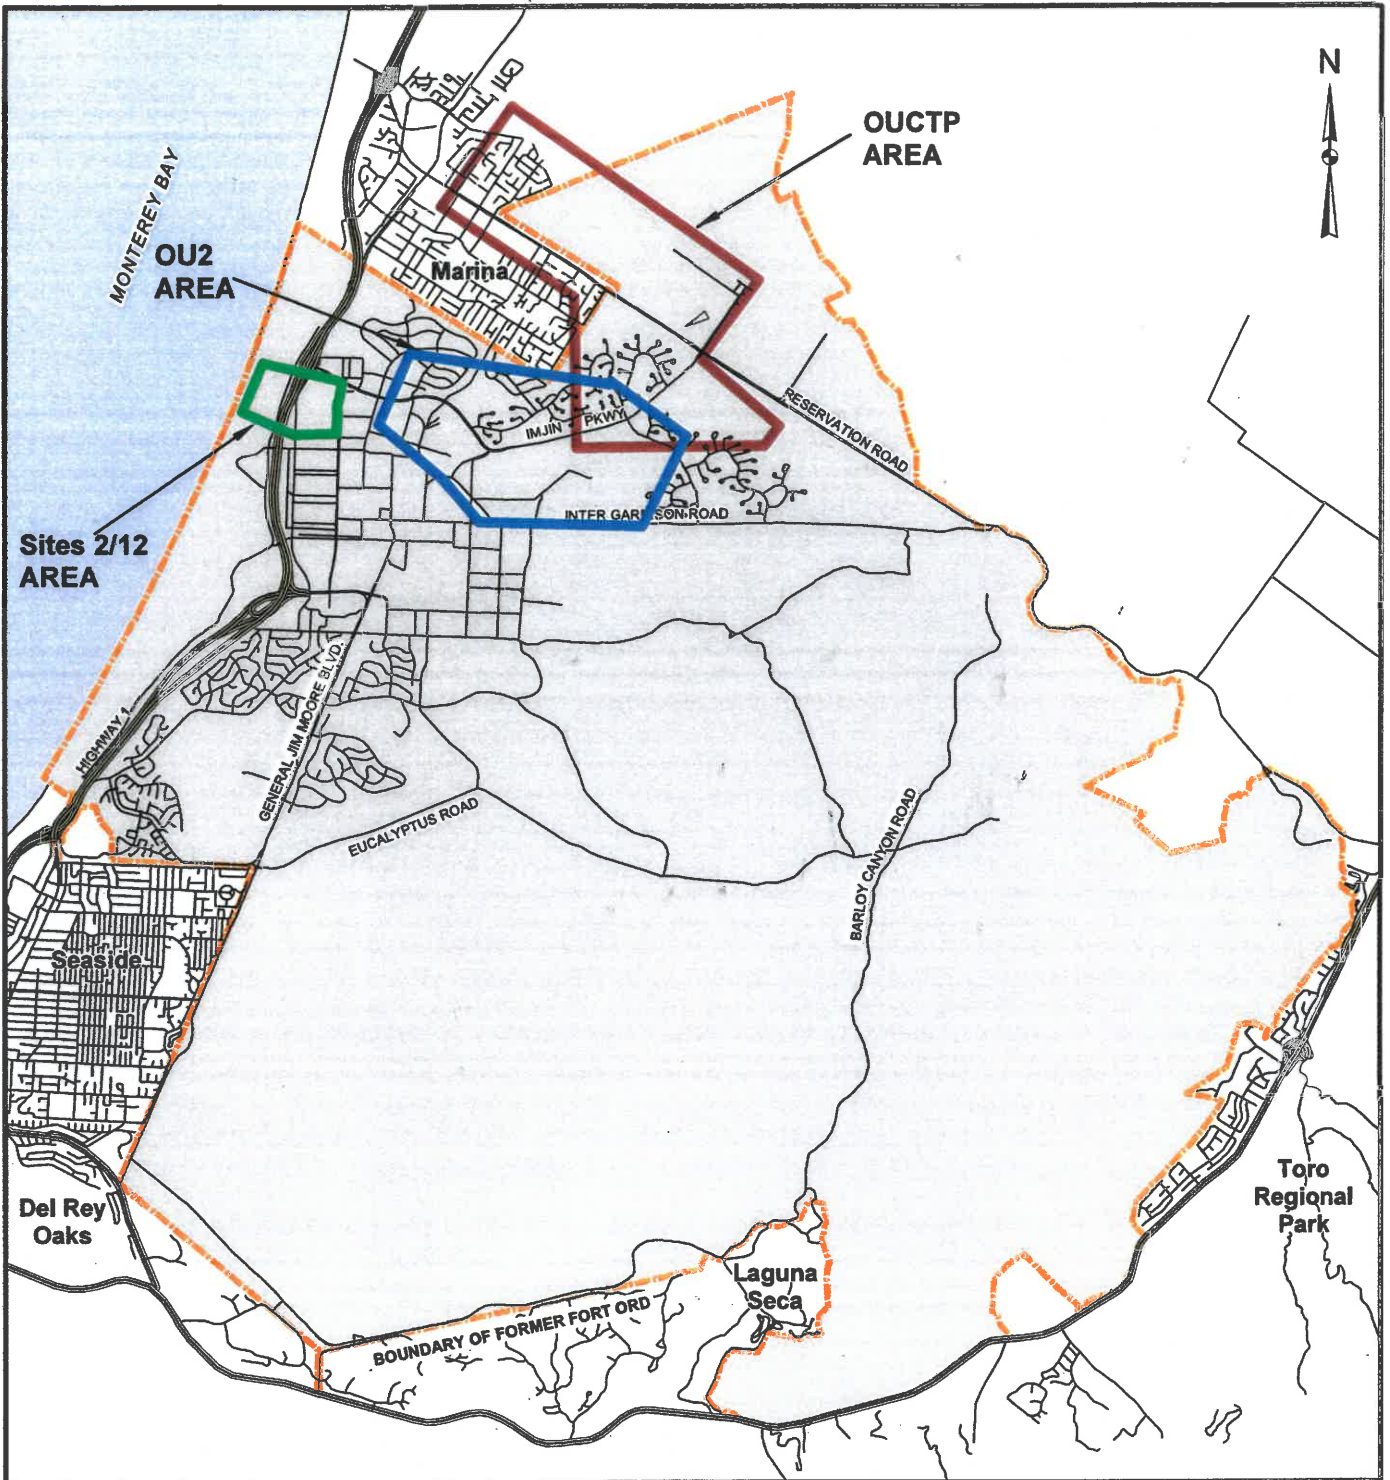 N
OUCTP
AREA
MONTEREY BAY
OU2
AREA
Marina
RESERVATION ROAD
IMJIN PKWY
INTER GARRISON ROAD
Sites 2/12
AREA
HIGHWAY 1
GENERAL JIM MOORE BLVD.
EUCALYPTUS ROAD
BARLOY CANYON ROAD
Seaside
Del Rey
Oaks
Toro
Regional
Park
Laguna
Seca
BOUNDARY OF FORMER FORT ORD